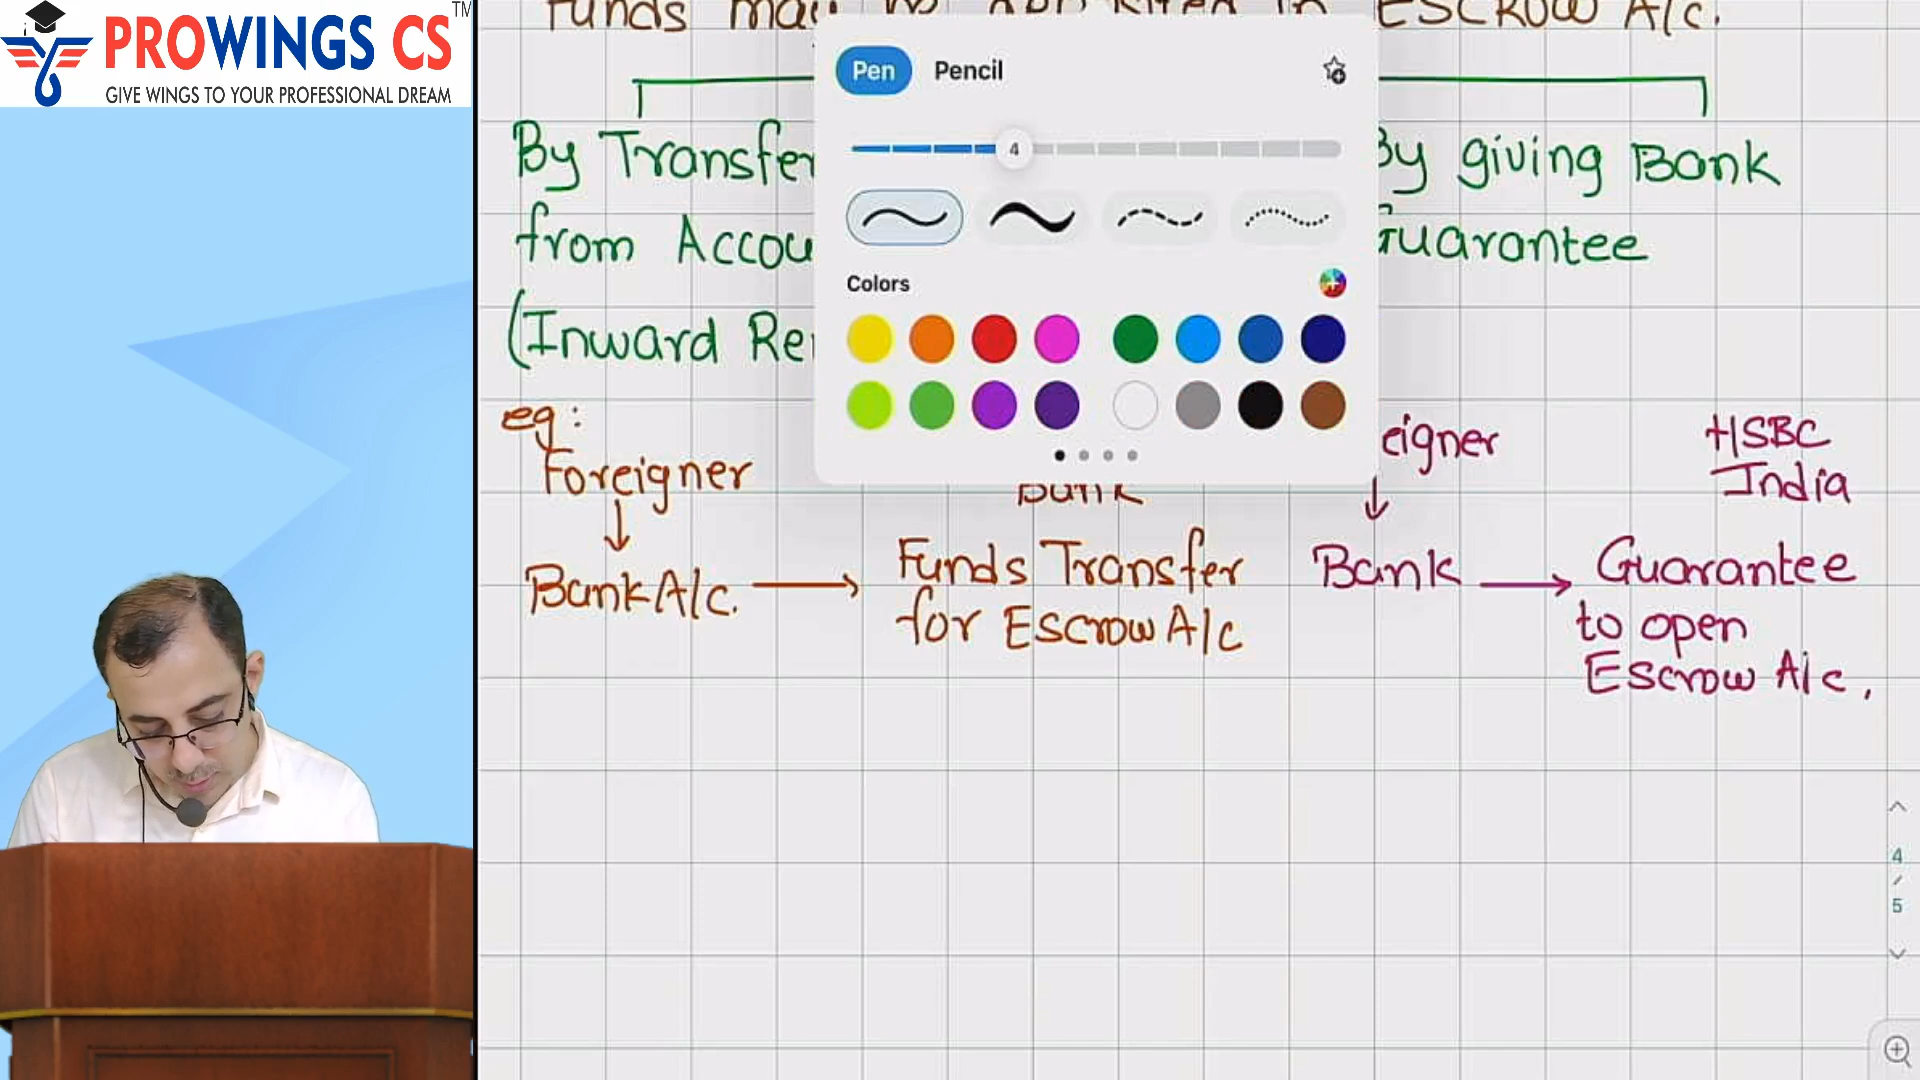 PROWINGS CS TM
GIVE WINGS TO YOUR PROFESSIONAL DREAM
Funds may ESCROW A/c.
Pen Pencil
4
Colors
By Transfer
from Accou
(Inward Re
By giving Bank
Guarantee
eg:
Foreigner
Bank A/c. → Funds Transfer
for Escrow A/c
eigner
Bank → Guarantee
to open
Escrow A/c.
HSBC
India
4
/
5